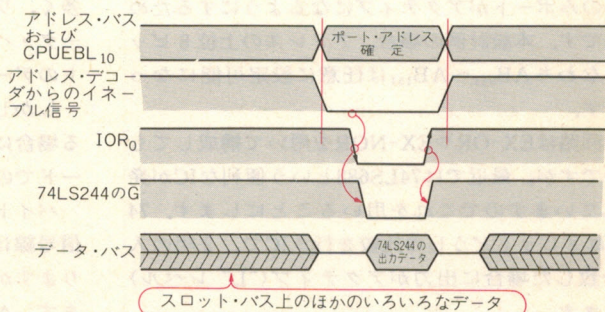 アドレス・バス
および
CPUEBL10
ポート・アドレス
確定
アドレス・デコー
ダからのイネー
ブル信号
IOR0
74LS244のG̅
データ・バス
74LS244の
出力データ
スロット・バス上のほかのいろいろなデータ